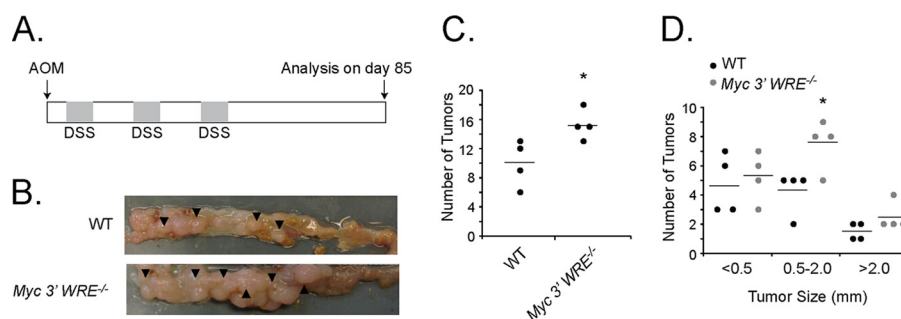 A.
AOM
Analysis on day 85
DSS DSS DSS
B.
WT
Myc 3' WRE-/-
C.
Number of Tumors
20
16
12
8
4
0
*
WT
Myc 3' WRE-/-
D.
WT
Myc 3' WRE-/-
Number of Tumors
10
8
6
4
2
0
*
<0.5 0.5-2.0 >2.0
Tumor Size (mm)